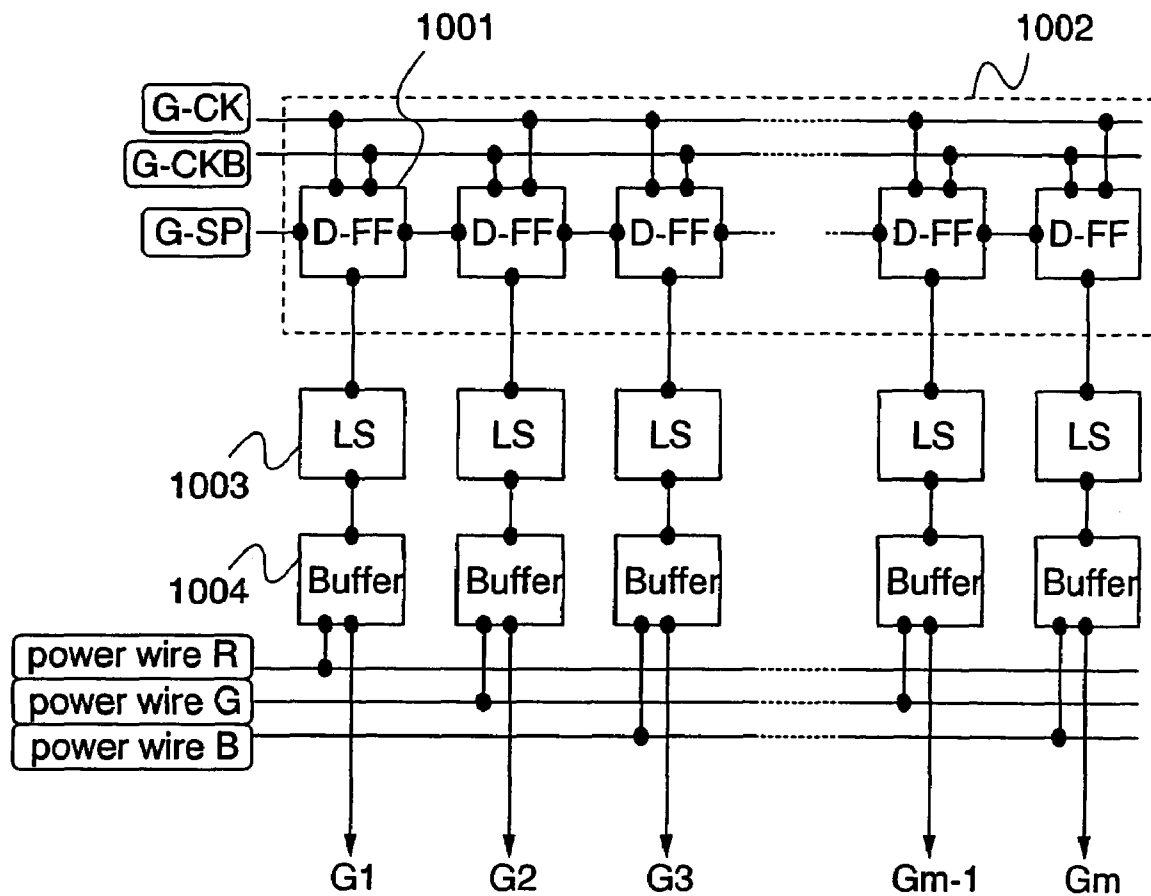 1001
1002
G-CK
G-CKB
G-SP
D-FF D-FF D-FF D-FF D-FF
LS LS LS LS LS
1003
Buffer Buffer Buffer Buffer Buffer
1004
power wire R
power wire G
power wire B
G1 G2 G3 Gm-1 Gm